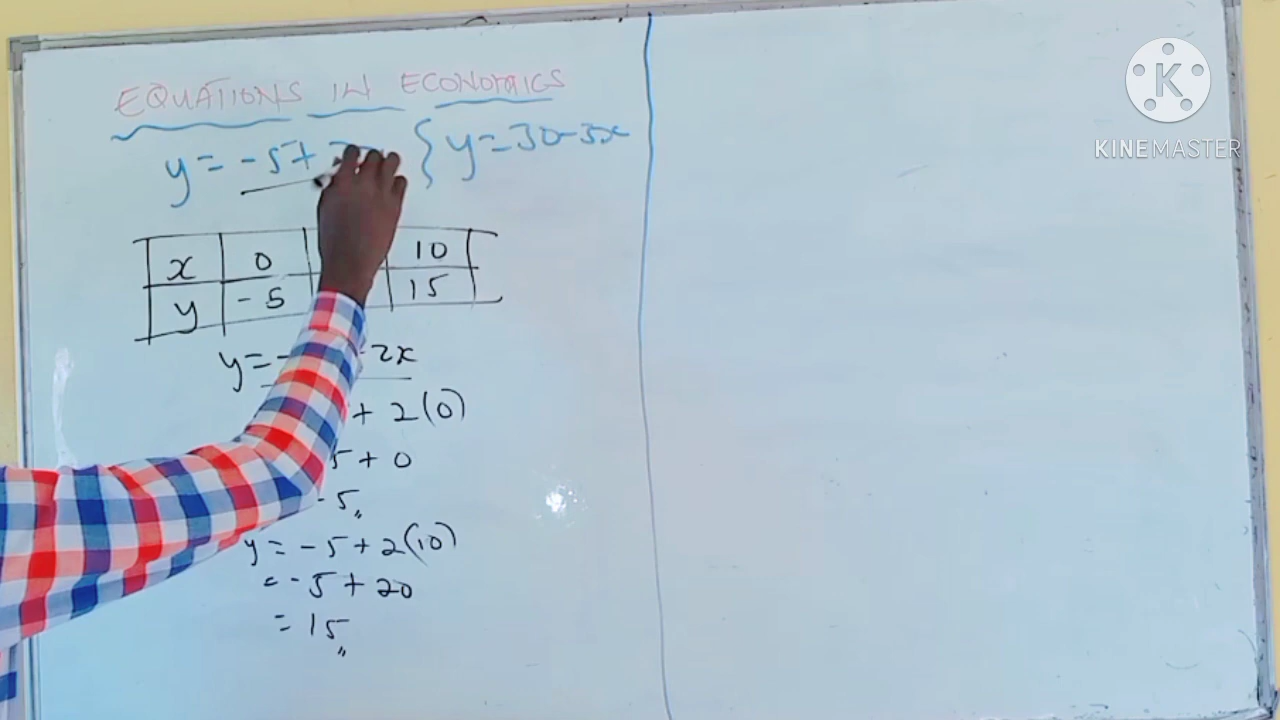 EQUATIONS IN ECONOMICS
y = -5+ { y=30-3x
x 0 10
y -5 15
y= -2x
+ 2(0)
5 + 0
-5"
y = -5 + 2(10)
= -5 + 20
= 15"
K
KINEMASTER